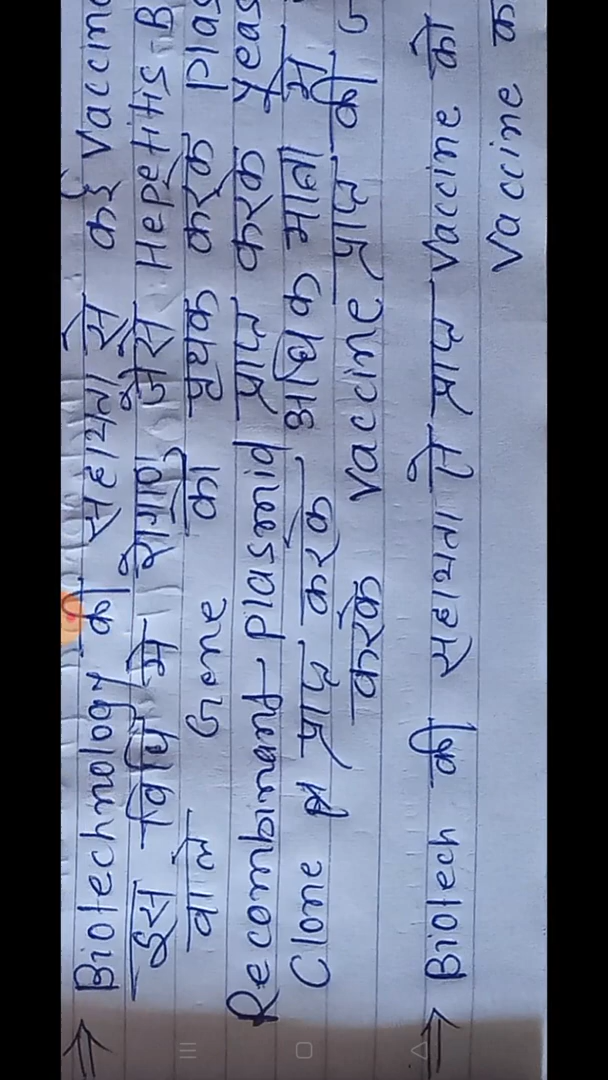 ⇒ Biotechnology की सहायता से कई Vaccine
इस विधि में रोगाणु जैसे Hepetitis-B
वाले gene को पृथक करके Plas
Recombinant plasmid प्राप्त करके Yeas
Clone प्राप्त करके अधिक मात्रा में
करके Vaccine प्राप्त की
⇒ Biotech की सहायता से प्राप्त Vaccine को
Vaccine क